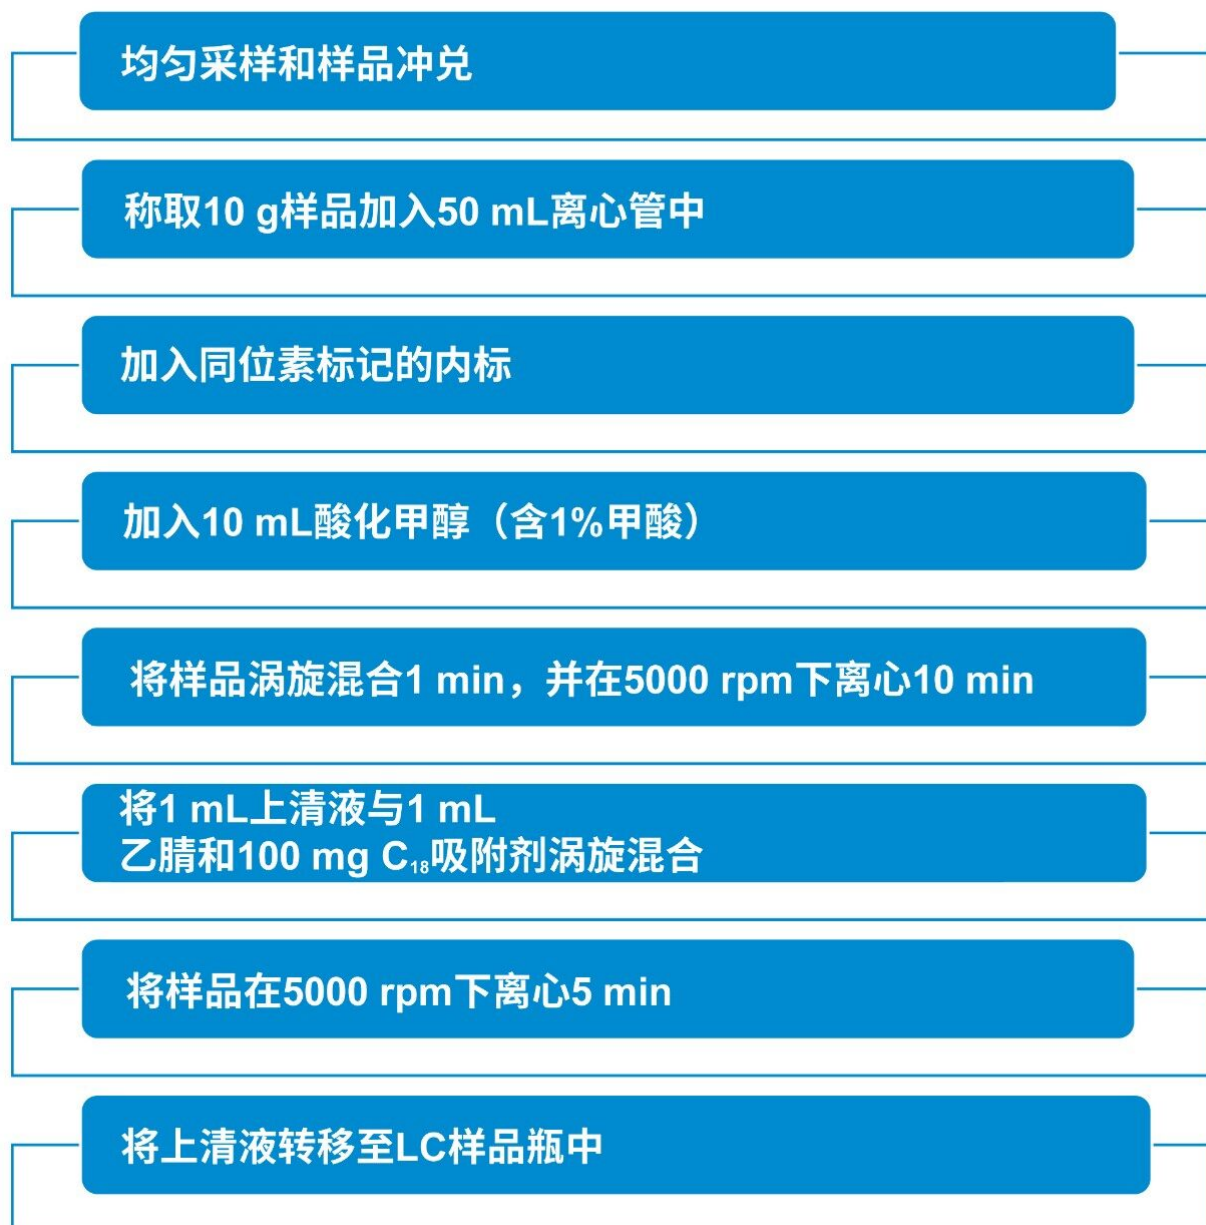 均匀采样和样品冲兑
称取10 g样品加入50 mL离心管中
加入同位素标记的内标
加入10 mL酸化甲醇（含1%甲酸）
将样品涡旋混合1 min，并在5000 rpm下离心10 min
将1 mL上清液与1 mL
乙腈和100 mg C₁₈吸附剂涡旋混合
将样品在5000 rpm下离心5 min
将上清液转移至LC样品瓶中